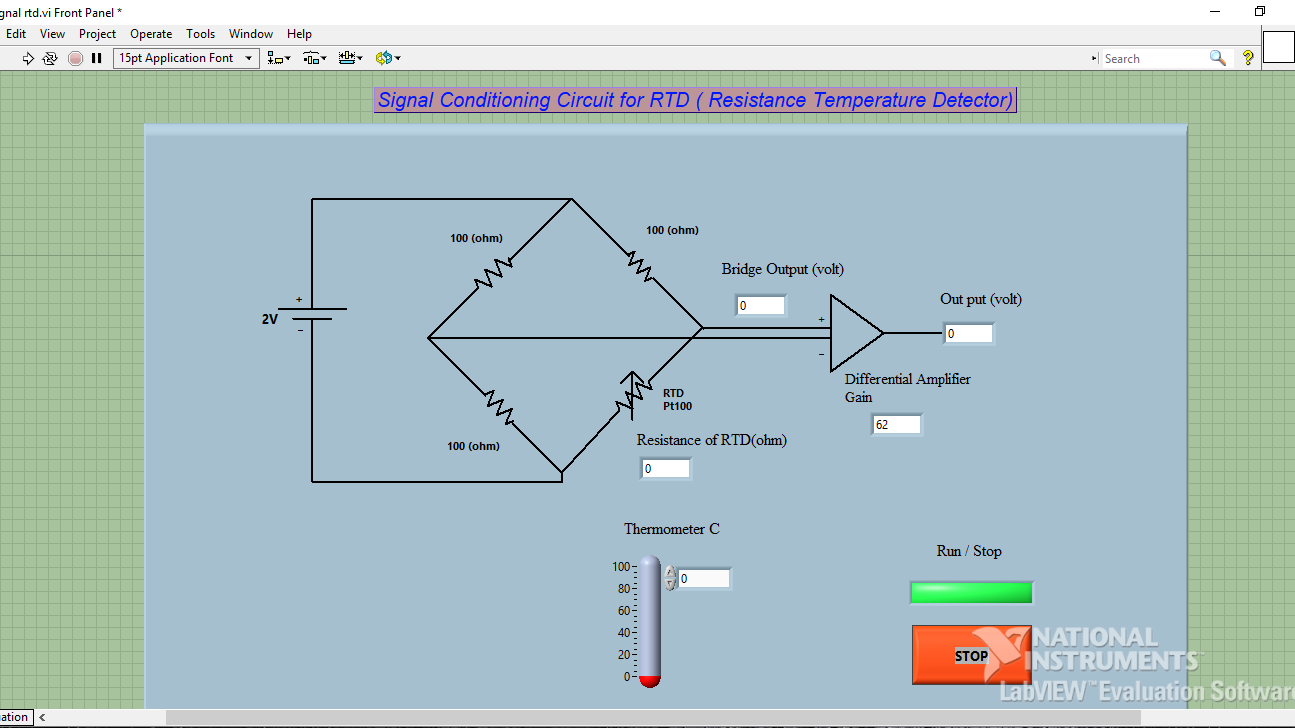 gnal rtd.vi Front Panel *
Edit View Project Operate Tools Window Help
15pt Application Font
Search
?
Signal Conditioning Circuit for RTD ( Resistance Temperature Detector)
100 (ohm)
100 (ohm)
Bridge Output (volt)
0
Out put (volt)
0
+
2V
-
+
-
Differential Amplifier
Gain
62
RTD
Pt100
Resistance of RTD(ohm)
0
100 (ohm)
Thermometer C
100
80
60
40
20
0
0
Run / Stop
STOP
NATIONAL
INSTRUMENTS
LabVIEW™ Evaluation Software
ation